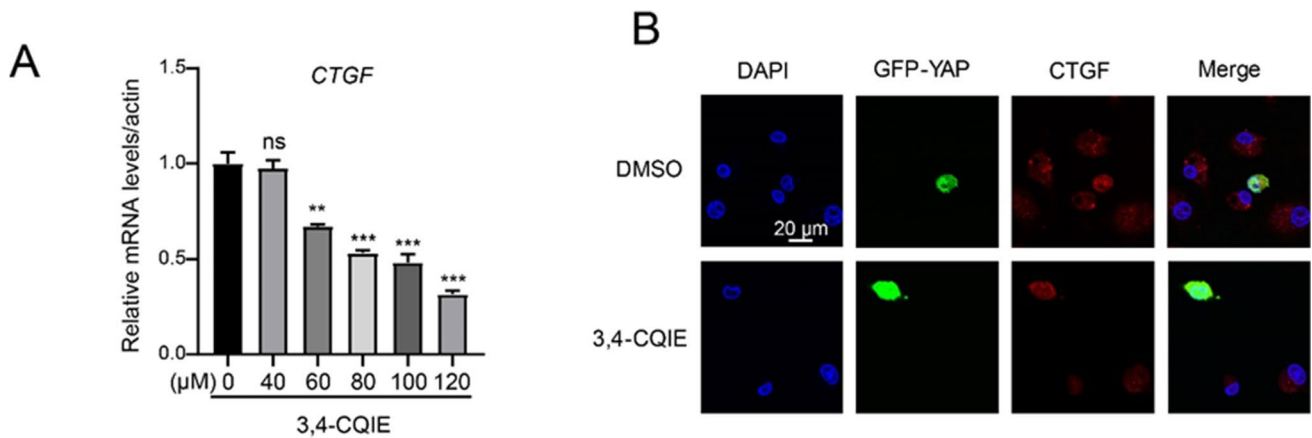 A
CTGF
Relative mRNA levels/actin
1.5
1.0
0.5
0.0
ns
**
***
***
***
(μM) 0 40 60 80 100 120
3,4-CQIE
B
DAPI GFP-YAP CTGF Merge
DMSO
20 μm
3,4-CQIE